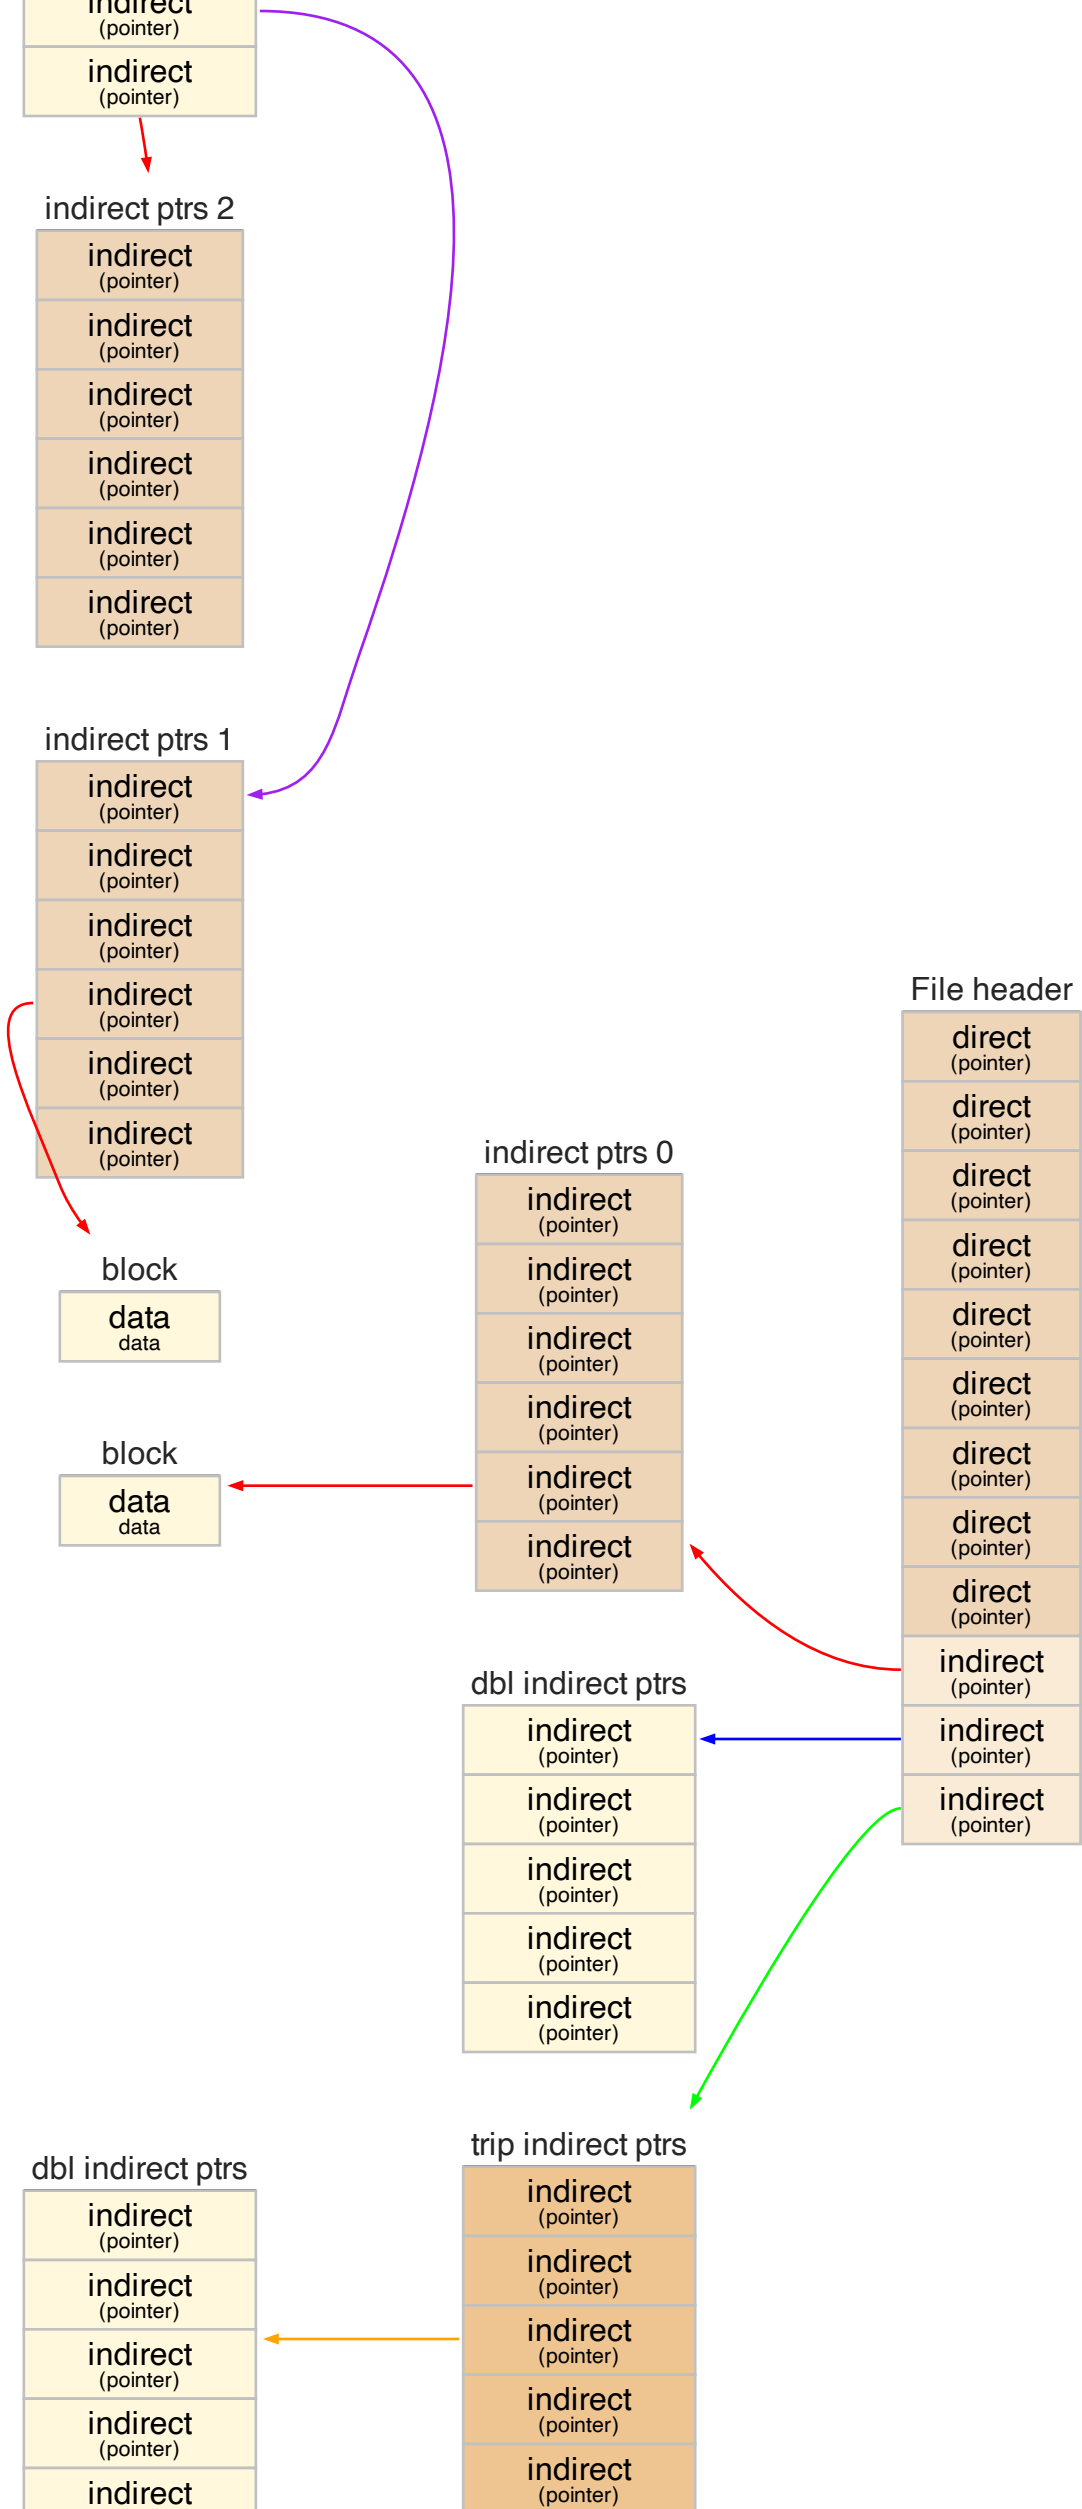 indirect
(pointer)
indirect
(pointer)
indirect ptrs 2
indirect
(pointer)
indirect
(pointer)
indirect
(pointer)
indirect
(pointer)
indirect
(pointer)
indirect
(pointer)
indirect ptrs 1
indirect
(pointer)
indirect
(pointer)
indirect
(pointer)
indirect
(pointer)
indirect
(pointer)
indirect
(pointer)
block
data
data
block
data
data
indirect ptrs 0
indirect
(pointer)
indirect
(pointer)
indirect
(pointer)
indirect
(pointer)
indirect
(pointer)
indirect
(pointer)
File header
direct
(pointer)
direct
(pointer)
direct
(pointer)
direct
(pointer)
direct
(pointer)
direct
(pointer)
direct
(pointer)
direct
(pointer)
direct
(pointer)
indirect
(pointer)
indirect
(pointer)
indirect
(pointer)
dbl indirect ptrs
indirect
(pointer)
indirect
(pointer)
indirect
(pointer)
indirect
(pointer)
indirect
(pointer)
trip indirect ptrs
indirect
(pointer)
indirect
(pointer)
indirect
(pointer)
indirect
(pointer)
indirect
(pointer)
dbl indirect ptrs
indirect
(pointer)
indirect
(pointer)
indirect
(pointer)
indirect
(pointer)
indirect